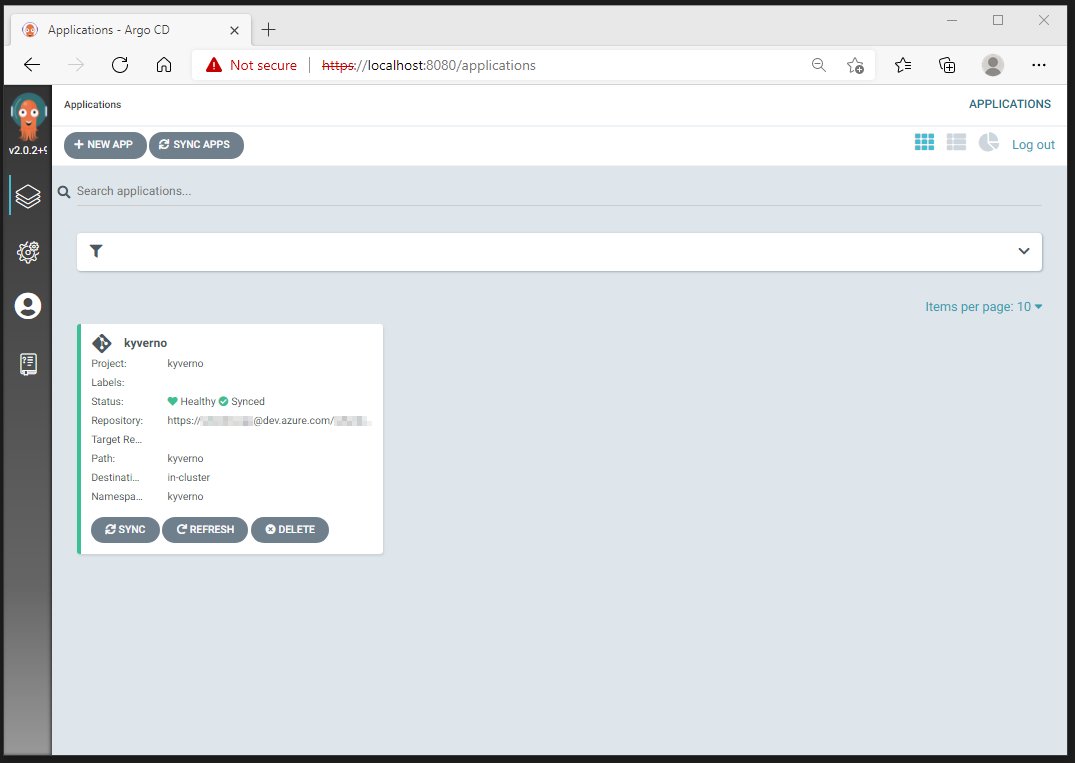 Applications - Argo CD
Not secure https://localhost:8080/applications
Applications
APPLICATIONS
v2.0.2+9
NEW APP
SYNC APPS
Log out
Search applications...
Items per page: 10
kyverno
Project: kyverno
Labels:
Status: Healthy Synced
Repository: https:// @dev.azure.com/
Target Re...
Path: kyverno
Destinati... in-cluster
Namespa... kyverno
SYNC
REFRESH
DELETE